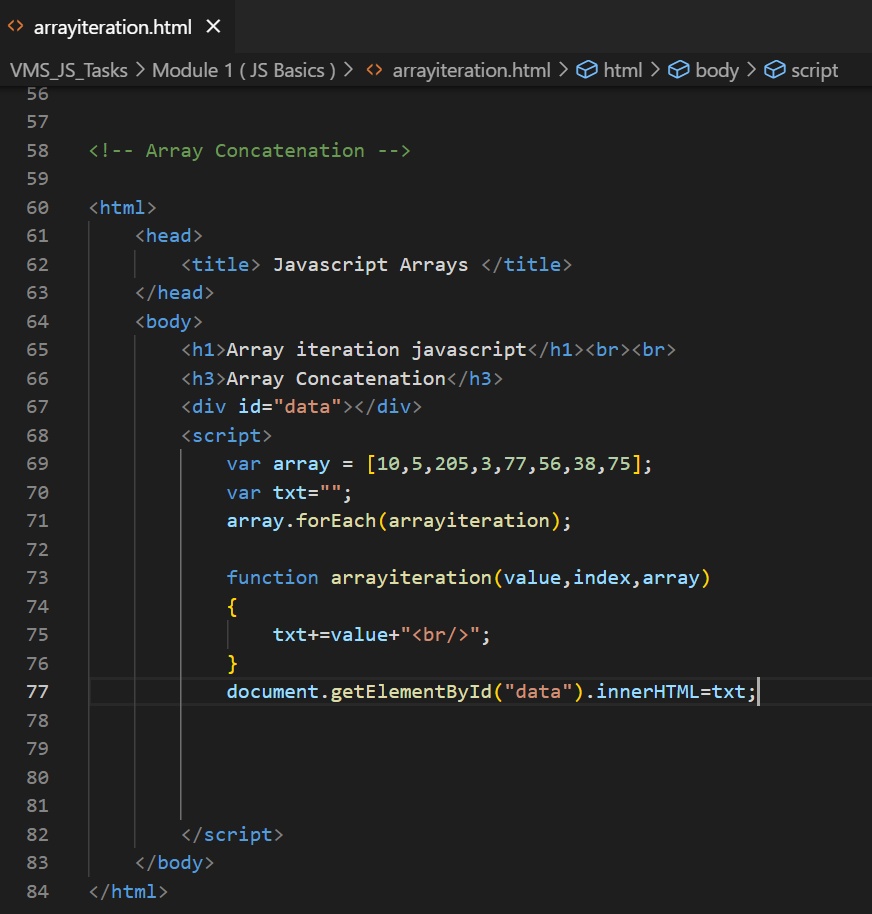 <> arrayiteration.html ×
VMS_JS_Tasks > Module 1 ( JS Basics ) > <> arrayiteration.html > html > body > script
56
57
58 <!-- Array Concatenation -->
59
60 <html>
61 <head>
62 <title> Javascript Arrays </title>
63 </head>
64 <body>
65 <h1>Array iteration javascript</h1><br><br>
66 <h3>Array Concatenation</h3>
67 <div id="data"></div>
68 <script>
69 var array = [10,5,205,3,77,56,38,75];
70 var txt="";
71 array.forEach(arrayiteration);
72
73 function arrayiteration(value,index,array)
74 {
75 txt+=value+"<br/>";
76 }
77 document.getElementById("data").innerHTML=txt;
78
79
80
81
82 </script>
83 </body>
84 </html>